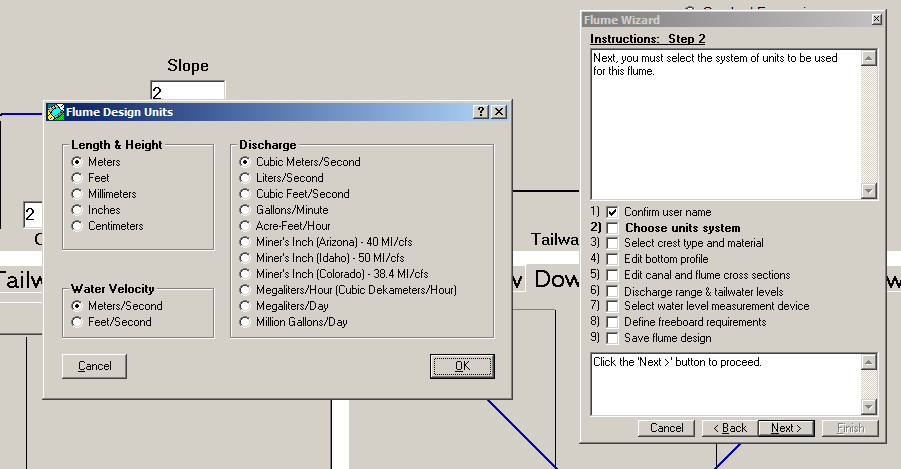 Slope
2
2
Flume Design Units
Length & Height
Meters
Feet
Millimeters
Inches
Centimeters
Water Velocity
Meters/Second
Feet/Second
Discharge
Cubic Meters/Second
Liters/Second
Cubic Feet/Second
Gallons/Minute
Acre-Feet/Hour
Miner's Inch (Arizona) - 40 MI/cfs
Miner's Inch (Idaho) - 50 MI/cfs
Miner's Inch (Colorado) - 38.4 MI/cfs
Megaliters/Hour (Cubic Dekameters/Hour)
Megaliters/Day
Million Gallons/Day
Cancel
OK
Flume Wizard
Instructions: Step 2
Next, you must select the system of units to be used
for this flume.
1) Confirm user name
2) Choose units system
3) Select crest type and material
4) Edit bottom profile
5) Edit canal and flume cross sections
6) Discharge range & tailwater levels
7) Select water level measurement device
8) Define freeboard requirements
9) Save flume design
Click the 'Next >' button to proceed.
Cancel
< Back
Next >
Finish